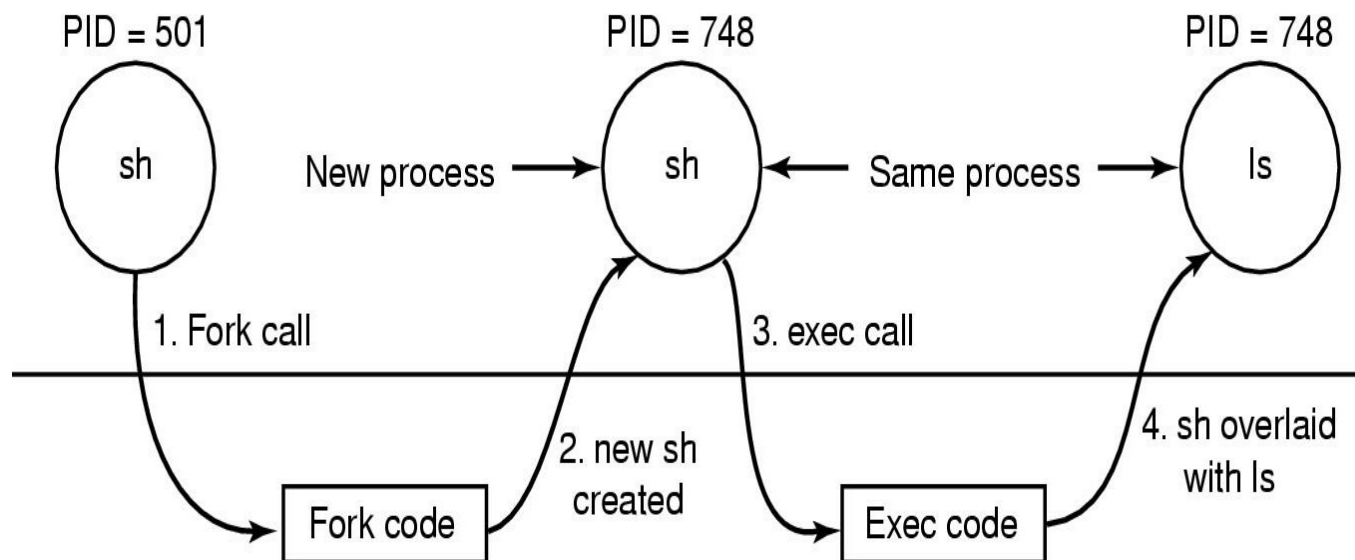 PID = 501
PID = 748
PID = 748
sh
New process
sh
Same process
ls
1. Fork call
3. exec call
2. new sh
created
4. sh overlaid
with ls
Fork code
Exec code